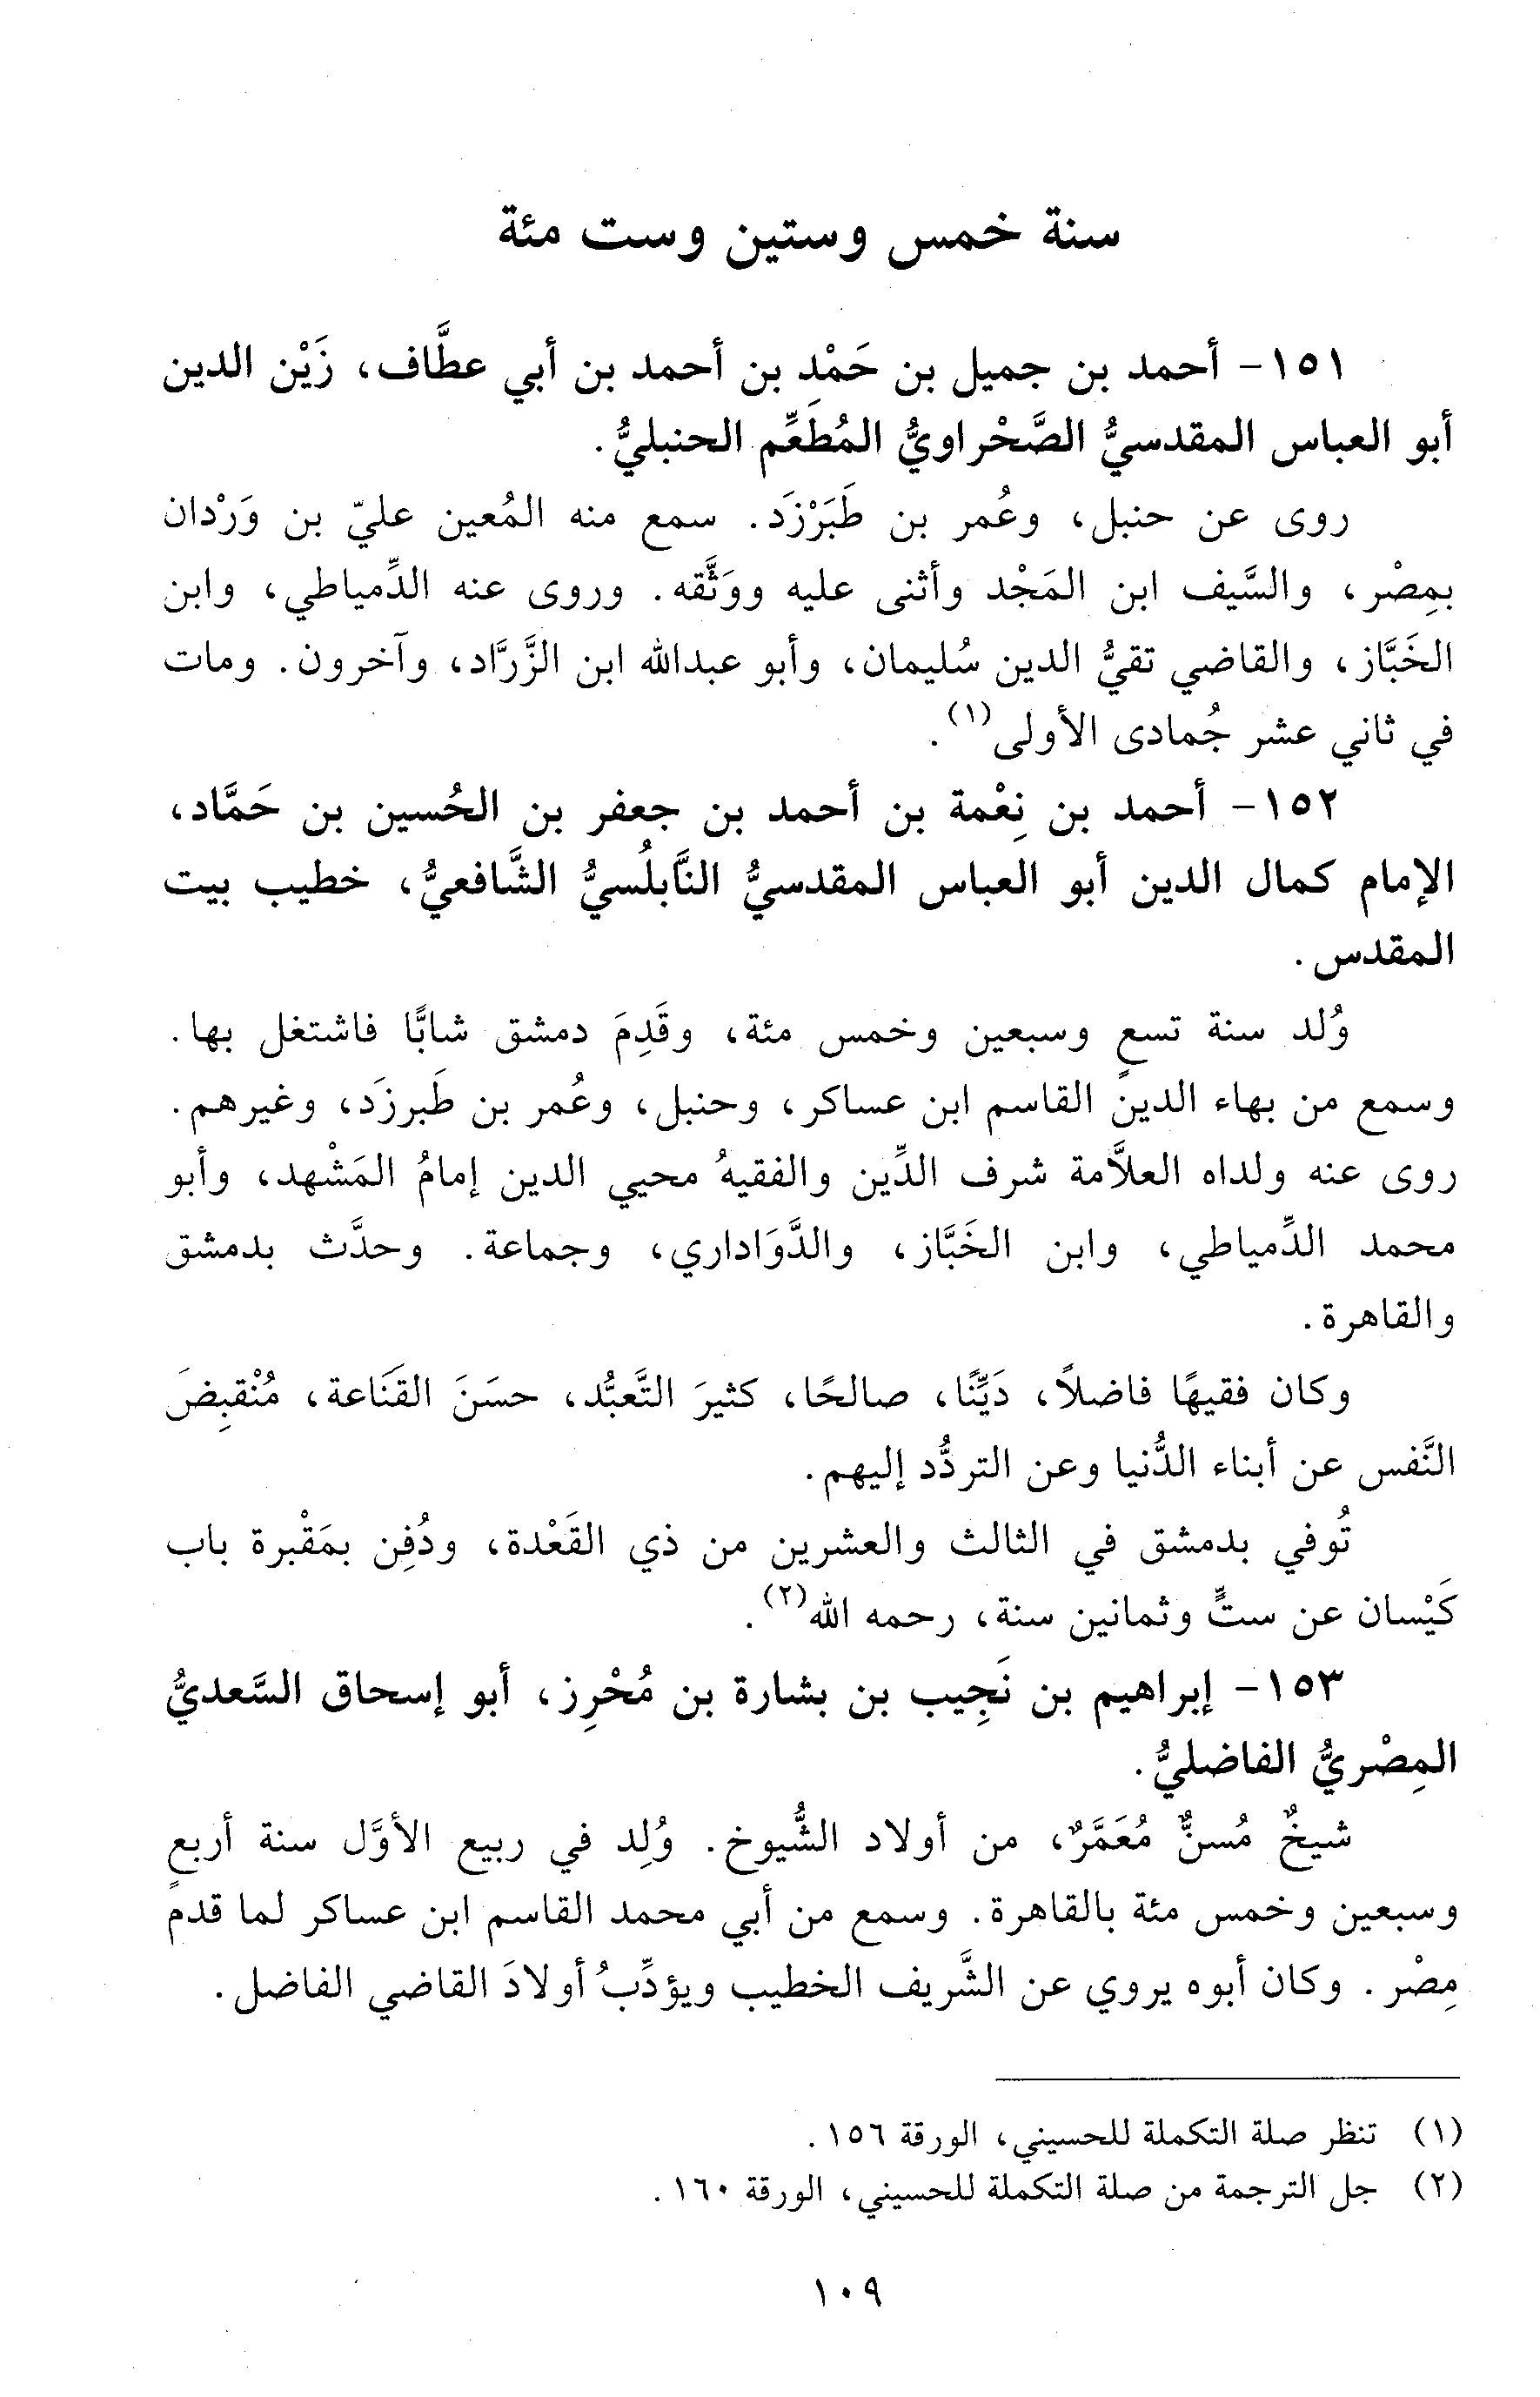 سنة خمس وستين وست مئة
١٥١- أحمد بن جميل بن حَمْد بن أحمد بن أبي عطَّاف، زَيْن الدين
أبو العباس المقدسيُّ الصَّحْراويُّ المُطَعِّم الحنبليُّ.
روى عن حنبل، وعُمر بن طَبَرْزَد. سمع منه المُعين عليّ بن وَرْدان
بمِصْر، والسَّيف ابن المَجْد وأثنى عليه ووَثَّقه. وروى عنه الدِّمياطي، وابن
الخَبَّاز، والقاضي تقيُّ الدين سُليمان، وأبو عبدالله ابن الزَّرَّاد، وآخرون. ومات
في ثاني عشر جُمادى الأولى(١).
١٥٢- أحمد بن نِعْمة بن أحمد بن جعفر بن الحُسين بن حَمَّاد،
الإمام كمال الدين أبو العباس المقدسيُّ النَّابلُسيُّ الشَّافعيُّ، خطيب بيت
المقدس.
وُلد سنة تسعٍ وسبعين وخمس مئة، وقَدِمَ دمشق شابًّا فاشتغل بها.
وسمع من بهاء الدين القاسم ابن عساكر، وحنبل، وعُمر بن طَبرزَد، وغيرهم.
روى عنه ولداه العلاَّمة شرف الدِّين والفقيهُ محيي الدين إمامُ المَشْهد، وأبو
محمد الدِّمياطي، وابن الخَبَّاز، والدَّوَاداري، وجماعة. وحدَّث بدمشق
والقاهرة.
وكان فقيهًا فاضلاً، دَيِّنًا، صالحًا، كثيرَ التَّعبُّد، حسَنَ القَنَاعة، مُنْقبِضَ
النَّفس عن أبناء الدُّنيا وعن التردُّد إليهم.
تُوفي بدمشق في الثالث والعشرين من ذي القَعْدة، ودُفِن بمَقْبرة باب
كَيْسان عن ستٍّ وثمانين سنة، رحمه الله(٢).
١٥٣- إبراهيم بن نَجِيب بن بشارة بن مُحْرِز، أبو إسحاق السَّعديُّ
المِصْريُّ الفاضليُّ.
شيخٌ مُسنٌّ مُعَمَّرٌ، من أولاد الشُّيوخ. وُلِد في ربيع الأوَّل سنة أربعٍ
وسبعين وخمس مئة بالقاهرة. وسمع من أبي محمد القاسم ابن عساكر لما قدم
مِصْر. وكان أبوه يروي عن الشَّريف الخطيب ويؤدِّبُ أولادَ القاضي الفاضل.
(١) تنظر صلة التكملة للحسيني، الورقة ١٥٦.
(٢) جل الترجمة من صلة التكملة للحسيني، الورقة ١٦٠.
١٠٩